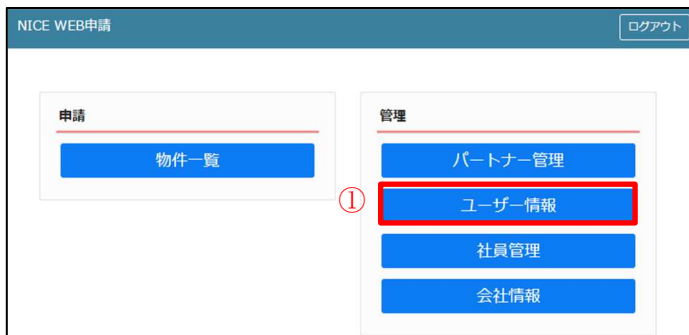 NICE WEB申請
ログアウト
申請
物件一覧
管理
パートナー管理
① ユーザー情報
社員管理
会社情報